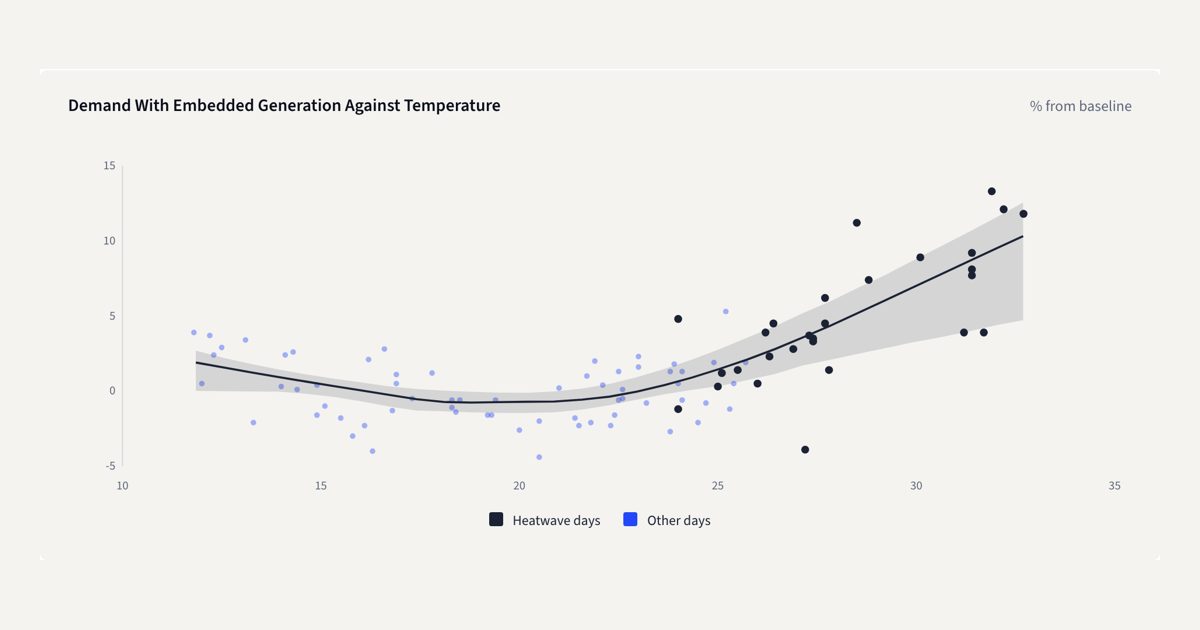 Demand With Embedded Generation Against Temperature
% from baseline
15
10
5
0
-5
10 15 20 25 30 35
Heatwave days Other days